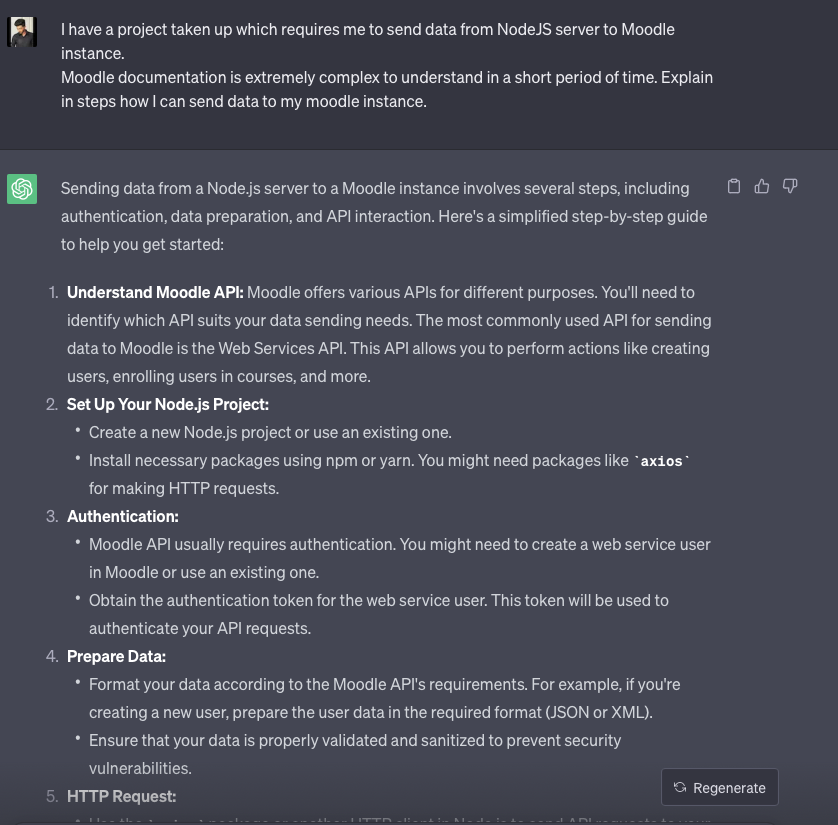 I have a project taken up which requires me to send data from NodeJS server to Moodle
instance.
Moodle documentation is extremely complex to understand in a short period of time. Explain
in steps how I can send data to my moodle instance.
Sending data from a Node.js server to a Moodle instance involves several steps, including
authentication, data preparation, and API interaction. Here's a simplified step-by-step guide
to help you get started:
1. Understand Moodle API: Moodle offers various APIs for different purposes. You'll need to
identify which API suits your data sending needs. The most commonly used API for sending
data to Moodle is the Web Services API. This API allows you to perform actions like creating
users, enrolling users in courses, and more.
2. Set Up Your Node.js Project:
• Create a new Node.js project or use an existing one.
• Install necessary packages using npm or yarn. You might need packages like `axios`
for making HTTP requests.
3. Authentication:
• Moodle API usually requires authentication. You might need to create a web service user
in Moodle or use an existing one.
• Obtain the authentication token for the web service user. This token will be used to
authenticate your API requests.
4. Prepare Data:
• Format your data according to the Moodle API's requirements. For example, if you're
creating a new user, prepare the user data in the required format (JSON or XML).
• Ensure that your data is properly validated and sanitized to prevent security
vulnerabilities.
Regenerate
5. HTTP Request: